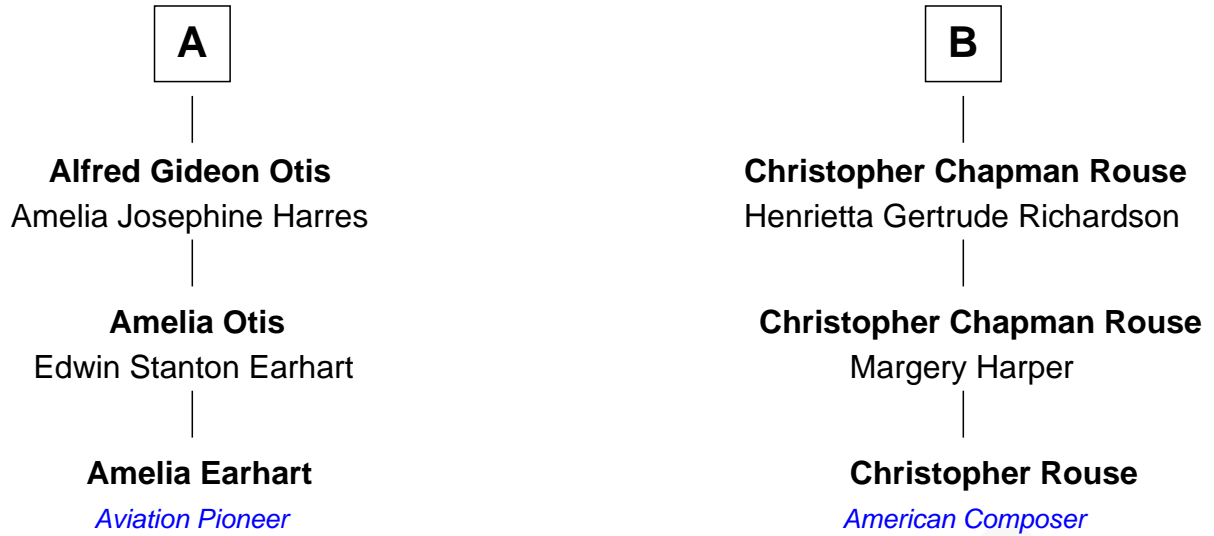 A
Alfred Gideon Otis
Amelia Josephine Harres
Amelia Otis
Edwin Stanton Earhart
Amelia Earhart
Aviation Pioneer
B
Christopher Chapman Rouse
Henrietta Gertrude Richardson
Christopher Chapman Rouse
Margery Harper
Christopher Rouse
American Composer